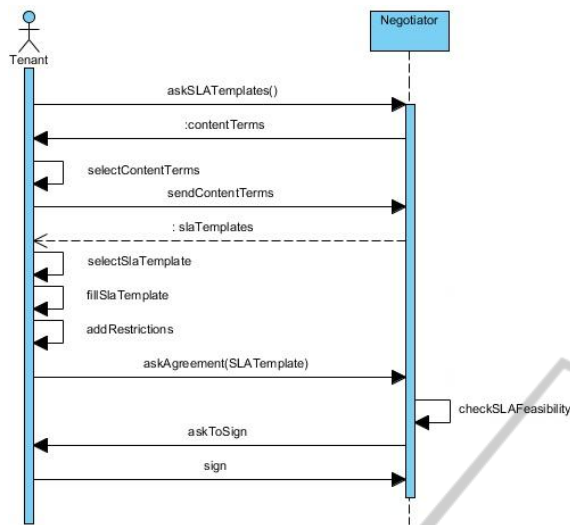 Negotiator
Tenant
askSLATemplates()
:contentTerms
selectContentTerms
sendContentTerms
: slaTemplates
selectSlaTemplate
fillSlaTemplate
addRestrictions
askAgreement(SLATemplate)
checkSLAFeasibility
askToSign
sign